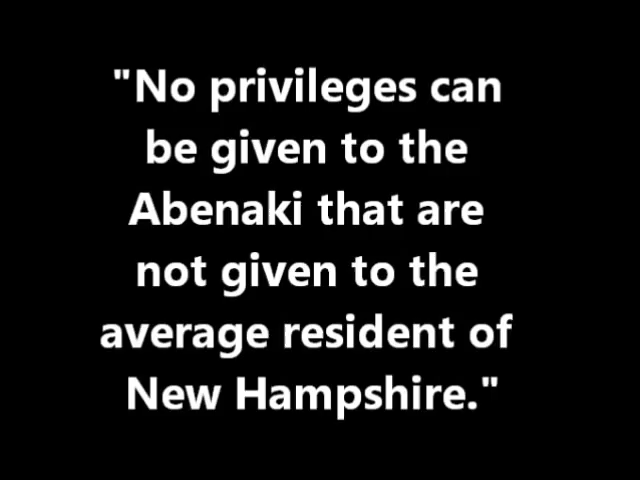 "No privileges can
be given to the
Abenaki that are
not given to the
average resident of
New Hampshire."